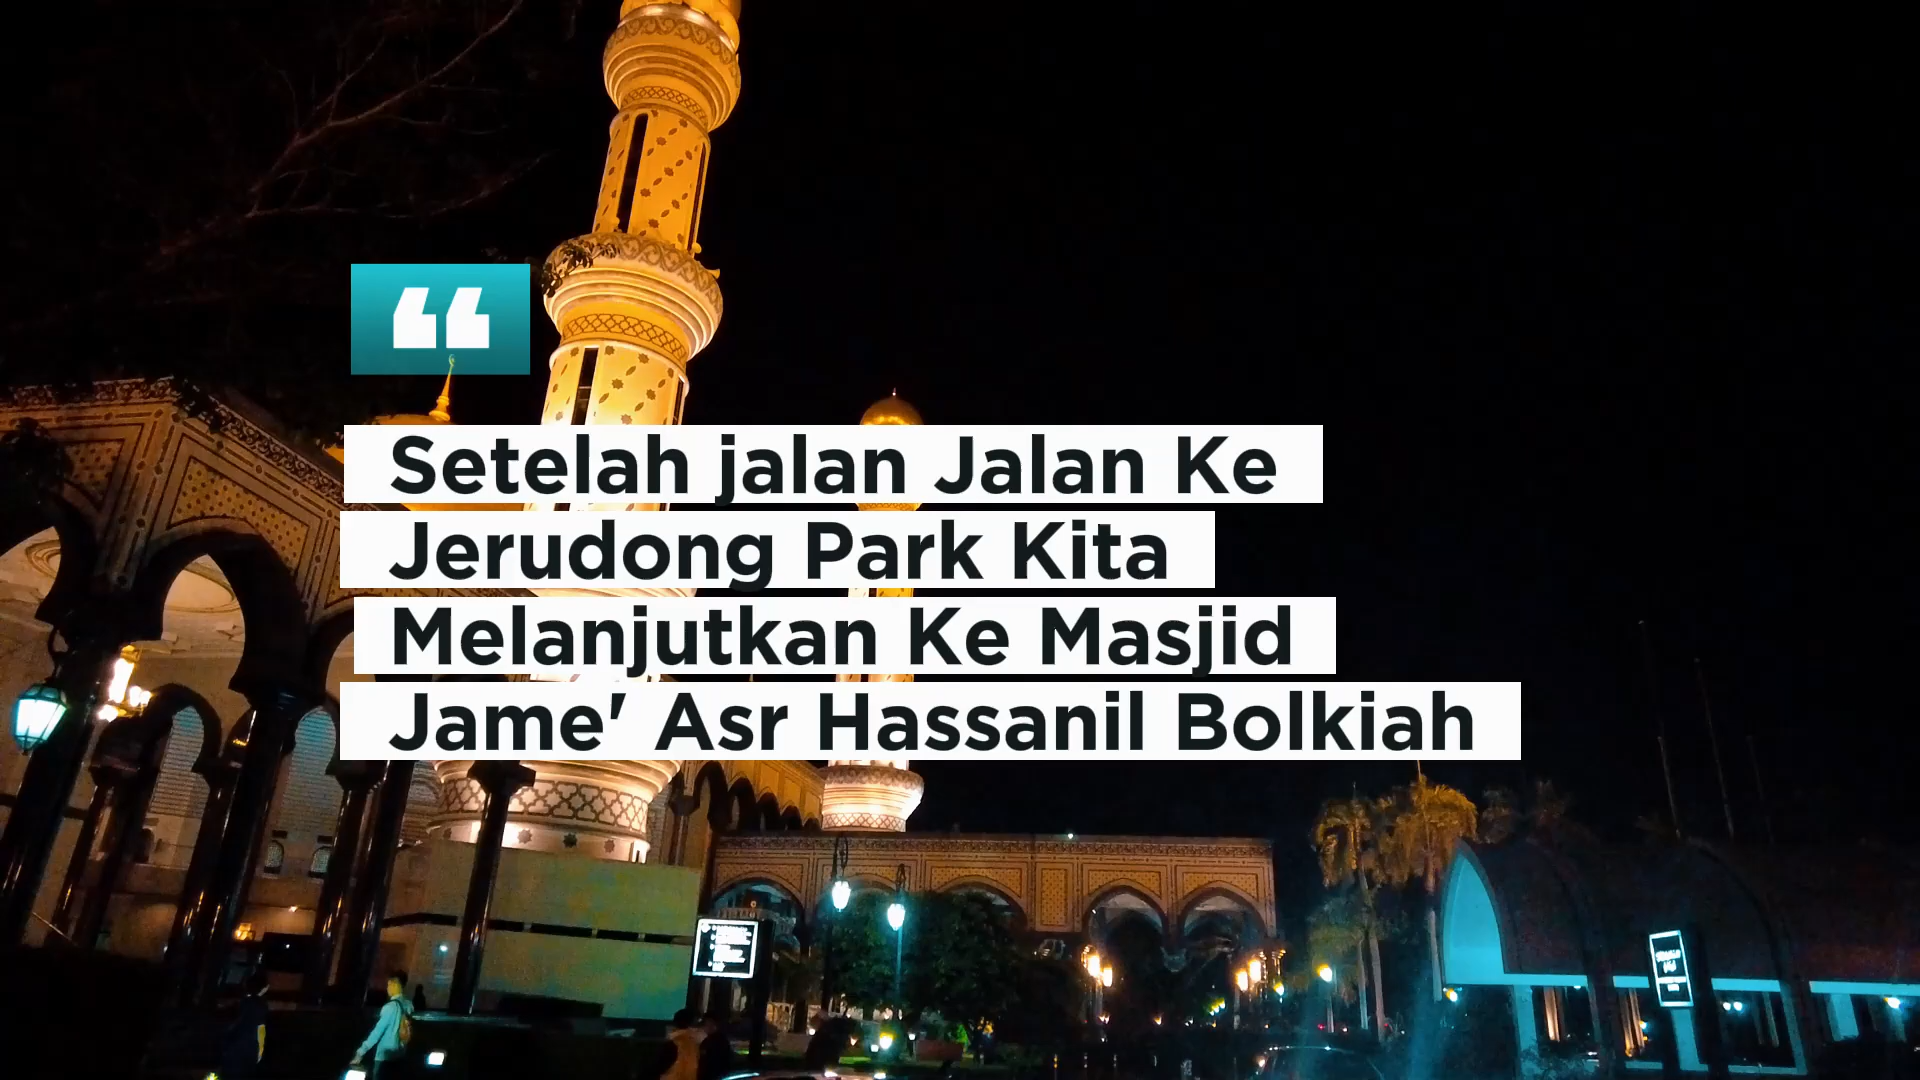 “
Setelah jalan Jalan Ke
Jerudong Park Kita
Melanjutkan Ke Masjid
Jame' Asr Hassanil Bolkiah